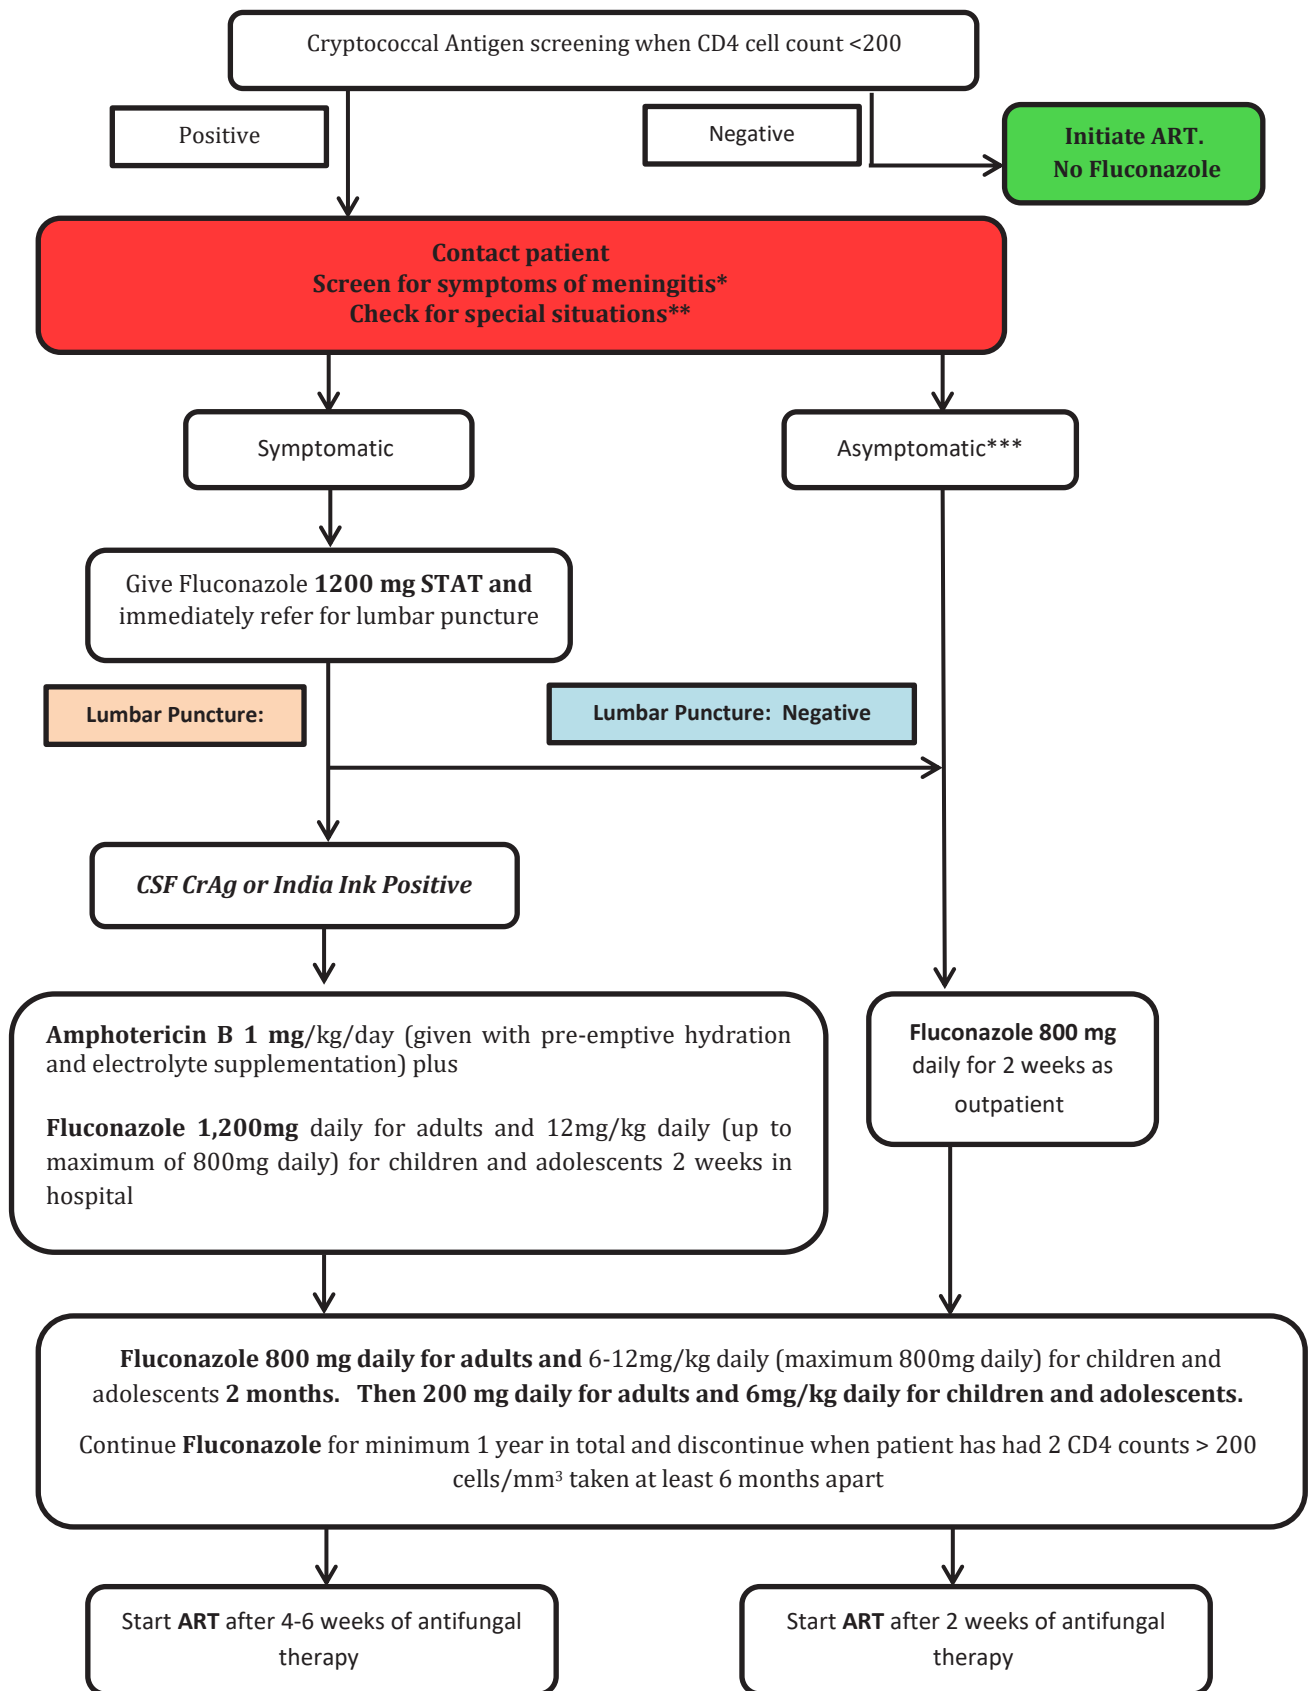 Cryptococcal Antigen screening when CD4 cell count <200
Positive
Negative
Initiate ART.
No Fluconazole
Contact patient
Screen for symptoms of meningitis*
Check for special situations**
Symptomatic
Asymptomatic***
Give Fluconazole 1200 mg STAT and
immediately refer for lumbar puncture
Lumbar Puncture:
Lumbar Puncture: Negative
CSF CrAg or India Ink Positive
Amphotericin B 1 mg/kg/day (given with pre-emptive hydration
and electrolyte supplementation) plus
Fluconazole 1,200mg daily for adults and 12mg/kg daily (up to
maximum of 800mg daily) for children and adolescents 2 weeks in
hospital
Fluconazole 800 mg
daily for 2 weeks as
outpatient
Fluconazole 800 mg daily for adults and 6-12mg/kg daily (maximum 800mg daily) for children and
adolescents 2 months. Then 200 mg daily for adults and 6mg/kg daily for children and adolescents.
Continue Fluconazole for minimum 1 year in total and discontinue when patient has had 2 CD4 counts > 200
cells/mm³ taken at least 6 months apart
Start ART after 4-6 weeks of antifungal
therapy
Start ART after 2 weeks of antifungal
therapy